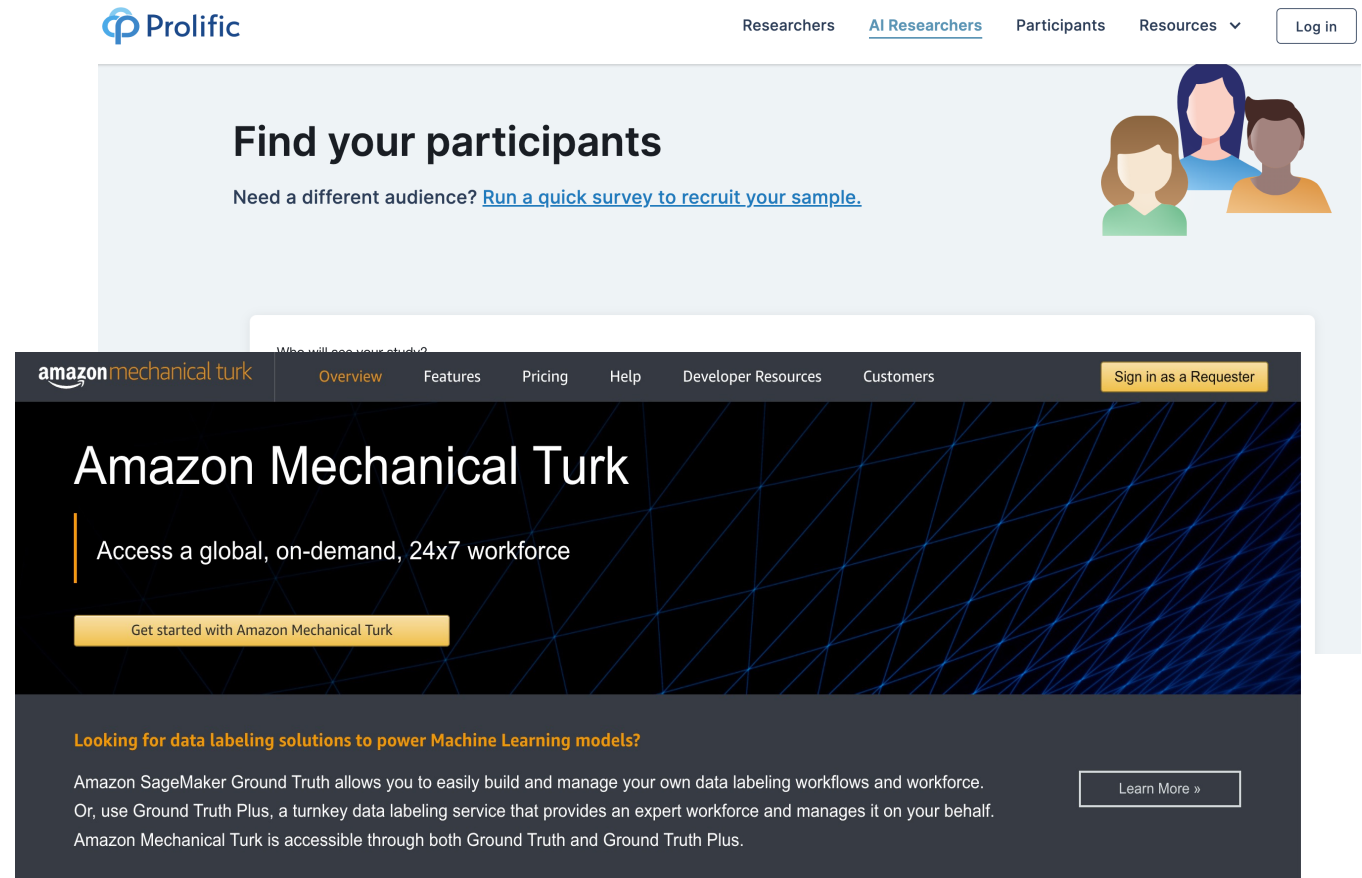 Prolific
Researchers AI Researchers Participants Resources Log in
Find your participants
Need a different audience? Run a quick survey to recruit your sample.
Who will see your study?
amazon mechanical turk
Overview Features Pricing Help Developer Resources Customers Sign in as a Requester
Amazon Mechanical Turk
Access a global, on-demand, 24x7 workforce
Get started with Amazon Mechanical Turk
Looking for data labeling solutions to power Machine Learning models?
Amazon SageMaker Ground Truth allows you to easily build and manage your own data labeling workflows and workforce.
Or, use Ground Truth Plus, a turnkey data labeling service that provides an expert workforce and manages it on your behalf.
Amazon Mechanical Turk is accessible through both Ground Truth and Ground Truth Plus.
Learn More »